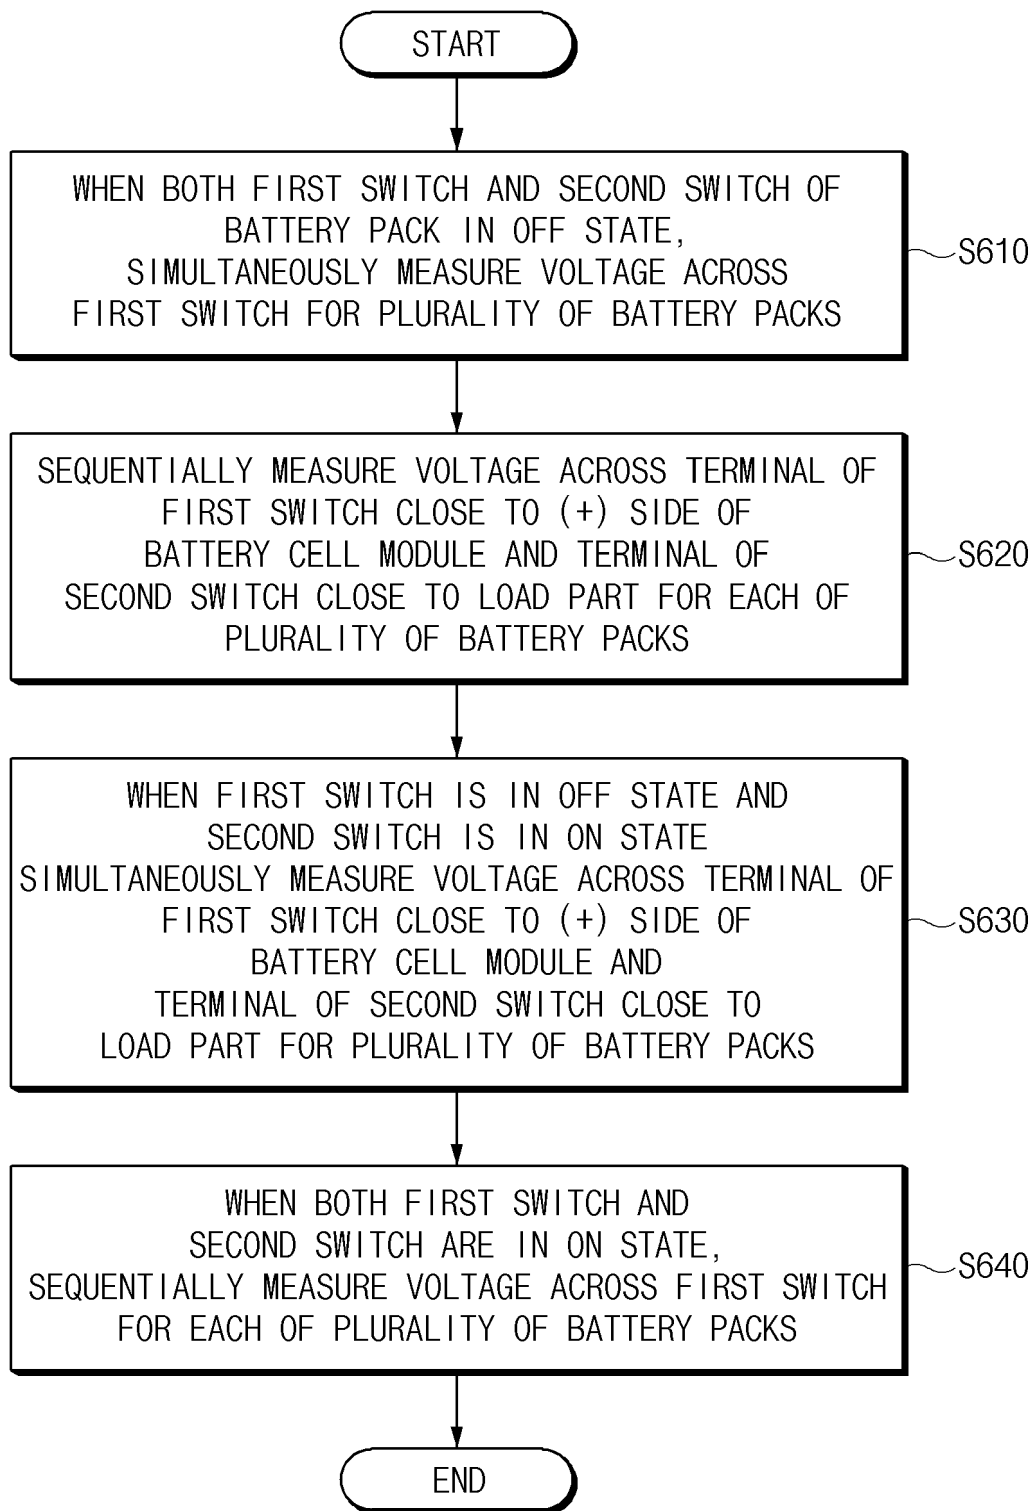 START
WHEN BOTH FIRST SWITCH AND SECOND SWITCH OF
BATTERY PACK IN OFF STATE,
SIMULTANEOUSLY MEASURE VOLTAGE ACROSS
FIRST SWITCH FOR PLURALITY OF BATTERY PACKS
S610
SEQUENTIALLY MEASURE VOLTAGE ACROSS TERMINAL OF
FIRST SWITCH CLOSE TO (+) SIDE OF
BATTERY CELL MODULE AND TERMINAL OF
SECOND SWITCH CLOSE TO LOAD PART FOR EACH OF
PLURALITY OF BATTERY PACKS
S620
WHEN FIRST SWITCH IS IN OFF STATE AND
SECOND SWITCH IS IN ON STATE
SIMULTANEOUSLY MEASURE VOLTAGE ACROSS TERMINAL OF
FIRST SWITCH CLOSE TO (+) SIDE OF
BATTERY CELL MODULE AND
TERMINAL OF SECOND SWITCH CLOSE TO
LOAD PART FOR PLURALITY OF BATTERY PACKS
S630
WHEN BOTH FIRST SWITCH AND
SECOND SWITCH ARE IN ON STATE,
SEQUENTIALLY MEASURE VOLTAGE ACROSS FIRST SWITCH
FOR EACH OF PLURALITY OF BATTERY PACKS
S640
END